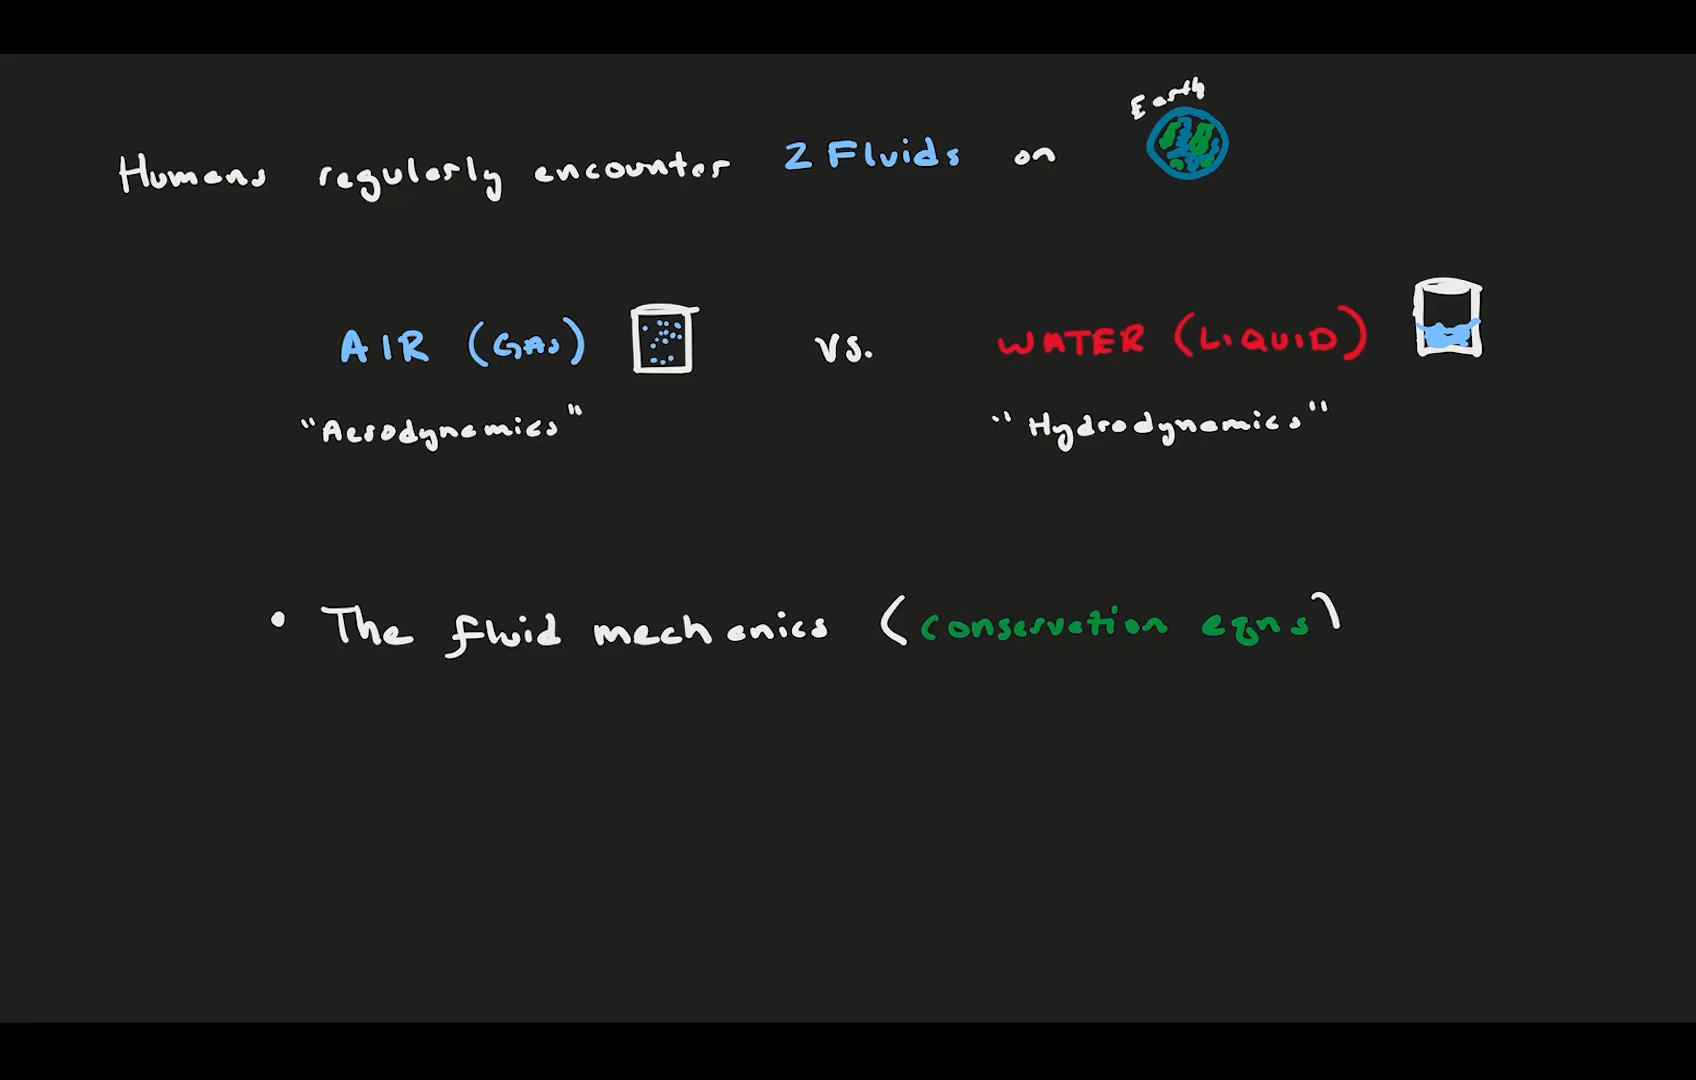 Earth
Humans regularly encounter 2 Fluids on
AIR (GAS) vs. WATER (LIQUID)
"Aerodynamics" "Hydrodynamics"
• The fluid mechanics (conservation eqns)